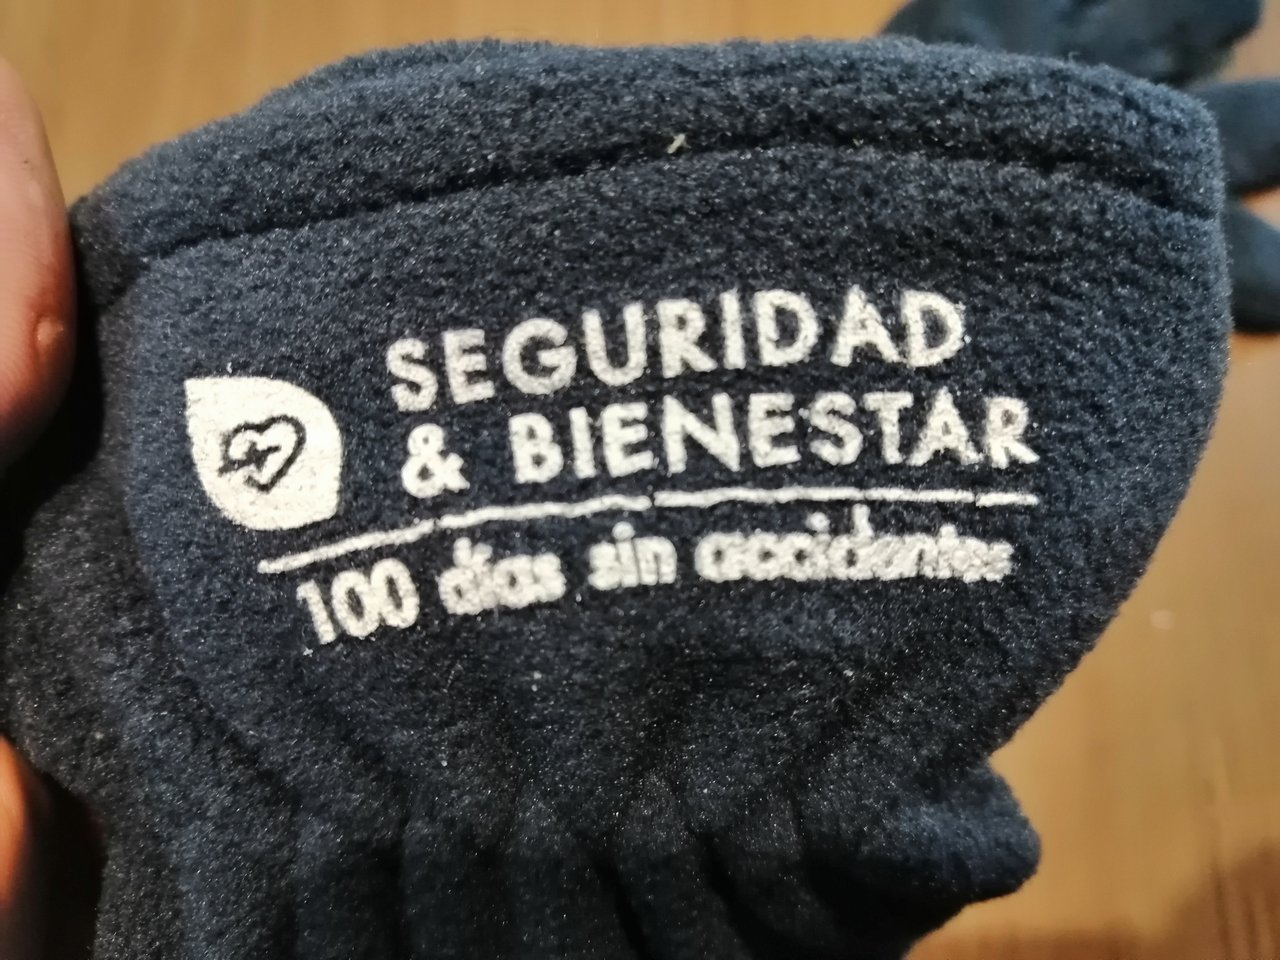 SEGURIDAD
& BIENESTAR
100 días sin accidentes